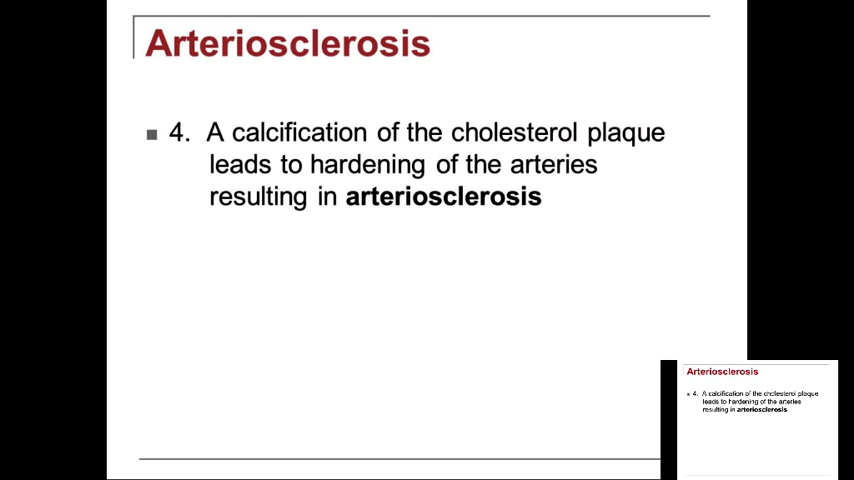 Arteriosclerosis
■ 4. A calcification of the cholesterol plaque
leads to hardening of the arteries
resulting in arteriosclerosis
Arteriosclerosis
■ 4. A calcification of the cholesterol plaque
leads to hardening of the arteries
resulting in arteriosclerosis